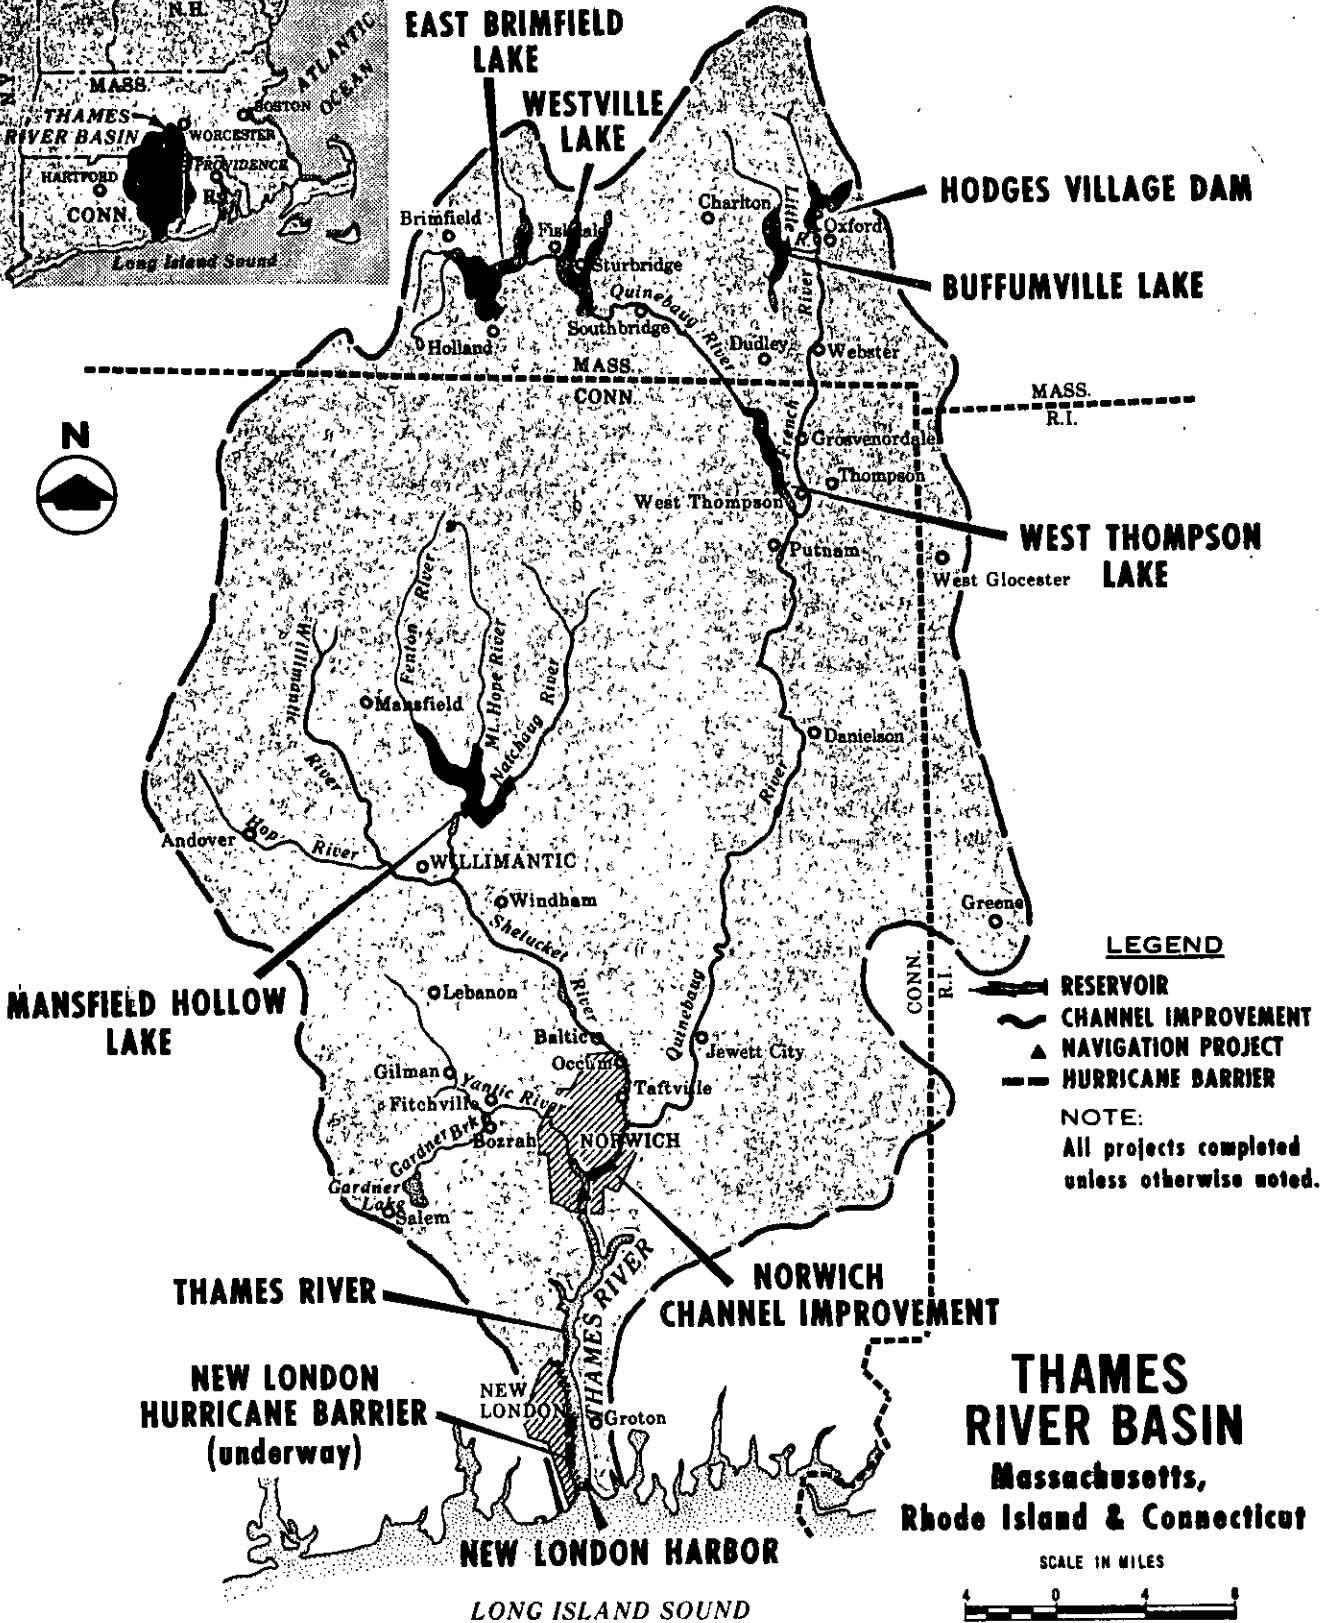 N.H.
N.Y.
MASS.
ATLANTIC
OCEAN
BOSTON
THAMES
RIVER BASIN
WORCESTER
PROVIDENCE
HARTFORD
R.I.
CONN.
Long Island Sound
EAST BRIMFIELD
LAKE
WESTVILLE
LAKE
HODGES VILLAGE DAM
BUFFUMVILLE LAKE
Charlton
Little
R.
Oxford
Brimfield
Fiskdale
Sturbridge
Quinebaug River
Southbridge
Holland
Dudley
River
Webster
MASS.
CONN.
MASS.
R.I.
N
French
Grosvenordale
Thompson
West Thompson
WEST THOMPSON
LAKE
Putnam
West Glocester
Willimantic
River
Fenton River
Mt. Hope River
Natchaug River
Mansfield
Danielson
River
Andover
Hop River
WILLIMANTIC
Windham
Shetucket
River
Greene
CONN.
R.I.
MANSFIELD HOLLOW
LAKE
Lebanon
Baltic
Occum
Quinebaug
Jewett City
Gilman
Yantic River
Taftville
Fitchville
Gardner Brk
Bozrah
NORWICH
Gardner
Lake
Salem
LEGEND
RESERVOIR
CHANNEL IMPROVEMENT
NAVIGATION PROJECT
HURRICANE BARRIER
NOTE:
All projects completed
unless otherwise noted.
THAMES RIVER
THAMES RIVER
NORWICH
CHANNEL IMPROVEMENT
NEW LONDON
HURRICANE BARRIER
(underway)
NEW
LONDON
THAMES RIVER
Groton
NEW LONDON HARBOR
LONG ISLAND SOUND
THAMES
RIVER BASIN
Massachusetts,
Rhode Island & Connecticut
SCALE IN MILES
4 0 4 8